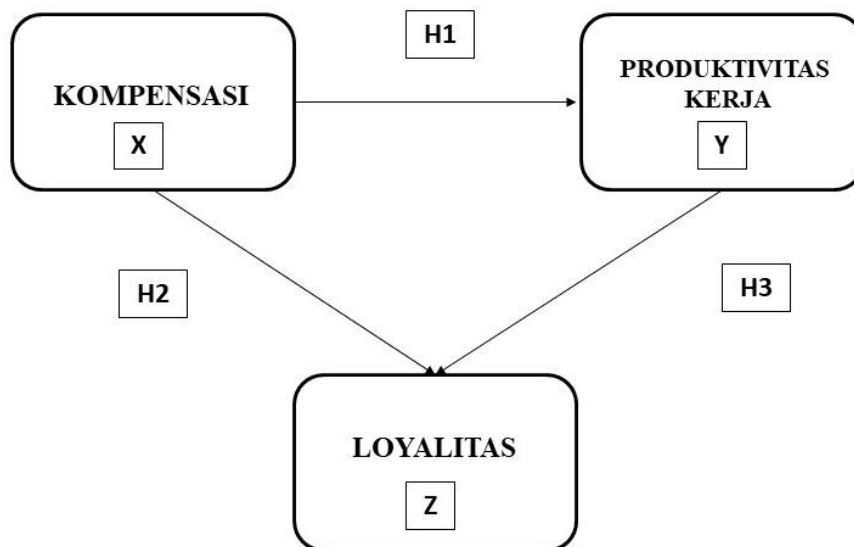 H1
KOMPENSASI
X
PRODUKTIVITAS
KERJA
Y
H2
H3
LOYALITAS
Z